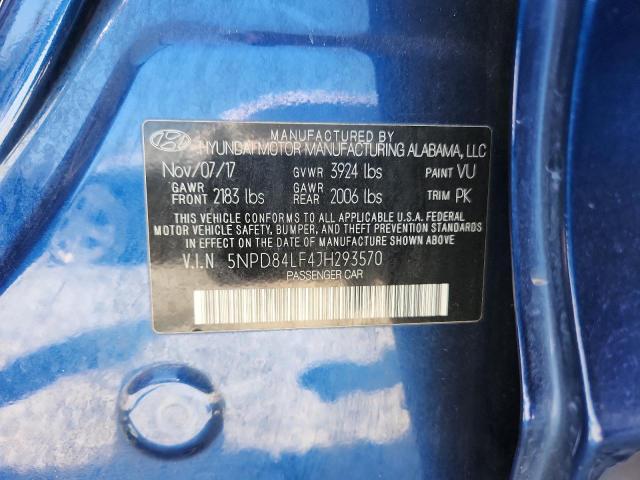 MANUFACTURED BY
HYUNDAI MOTOR MANUFACTURING ALABAMA, LLC
Nov/07/17 GVWR 3924 lbs PAINT VU
GAWR FRONT 2183 lbs GAWR REAR 2006 lbs TRIM PK
THIS VEHICLE CONFORMS TO ALL APPLICABLE U.S.A. FEDERAL
MOTOR VEHICLE SAFETY, BUMPER, AND THEFT PREVENTION STANDARDS
IN EFFECT ON THE DATE OF MANUFACTURE SHOWN ABOVE.
V.I.N 5NPD84LF4JH293570
PASSENGER CAR